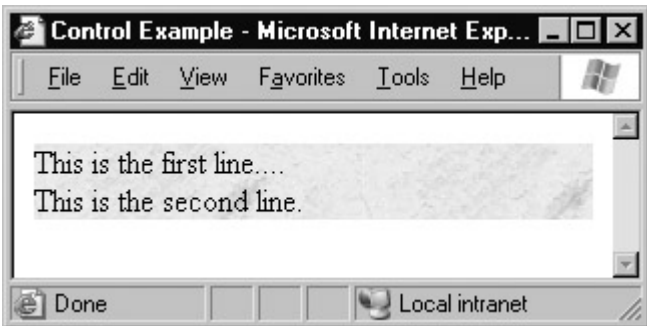 Control Example - Microsoft Internet Exp...
File Edit View Favorites Tools Help
This is the first line....
This is the second line.
Done Local intranet